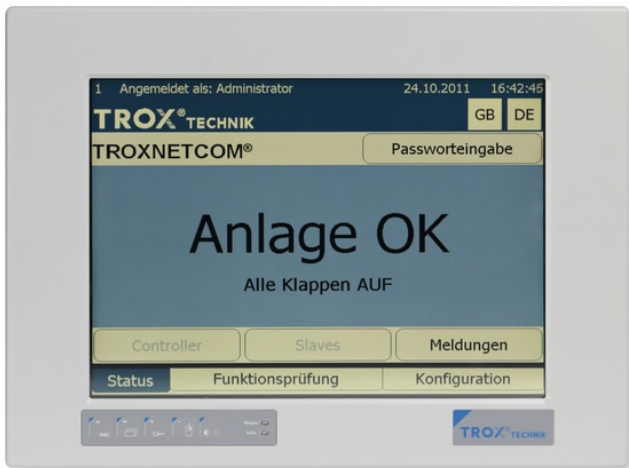 1 Angemeldet als: Administrator 24.10.2011 16:42:45
TROX® TECHNIK GB DE
TROXNETCOM® Passworteingabe
Anlage OK
Alle Klappen AUF
Controller Slaves Meldungen
Status Funktionsprüfung Konfiguration
TROX® TECHNIK